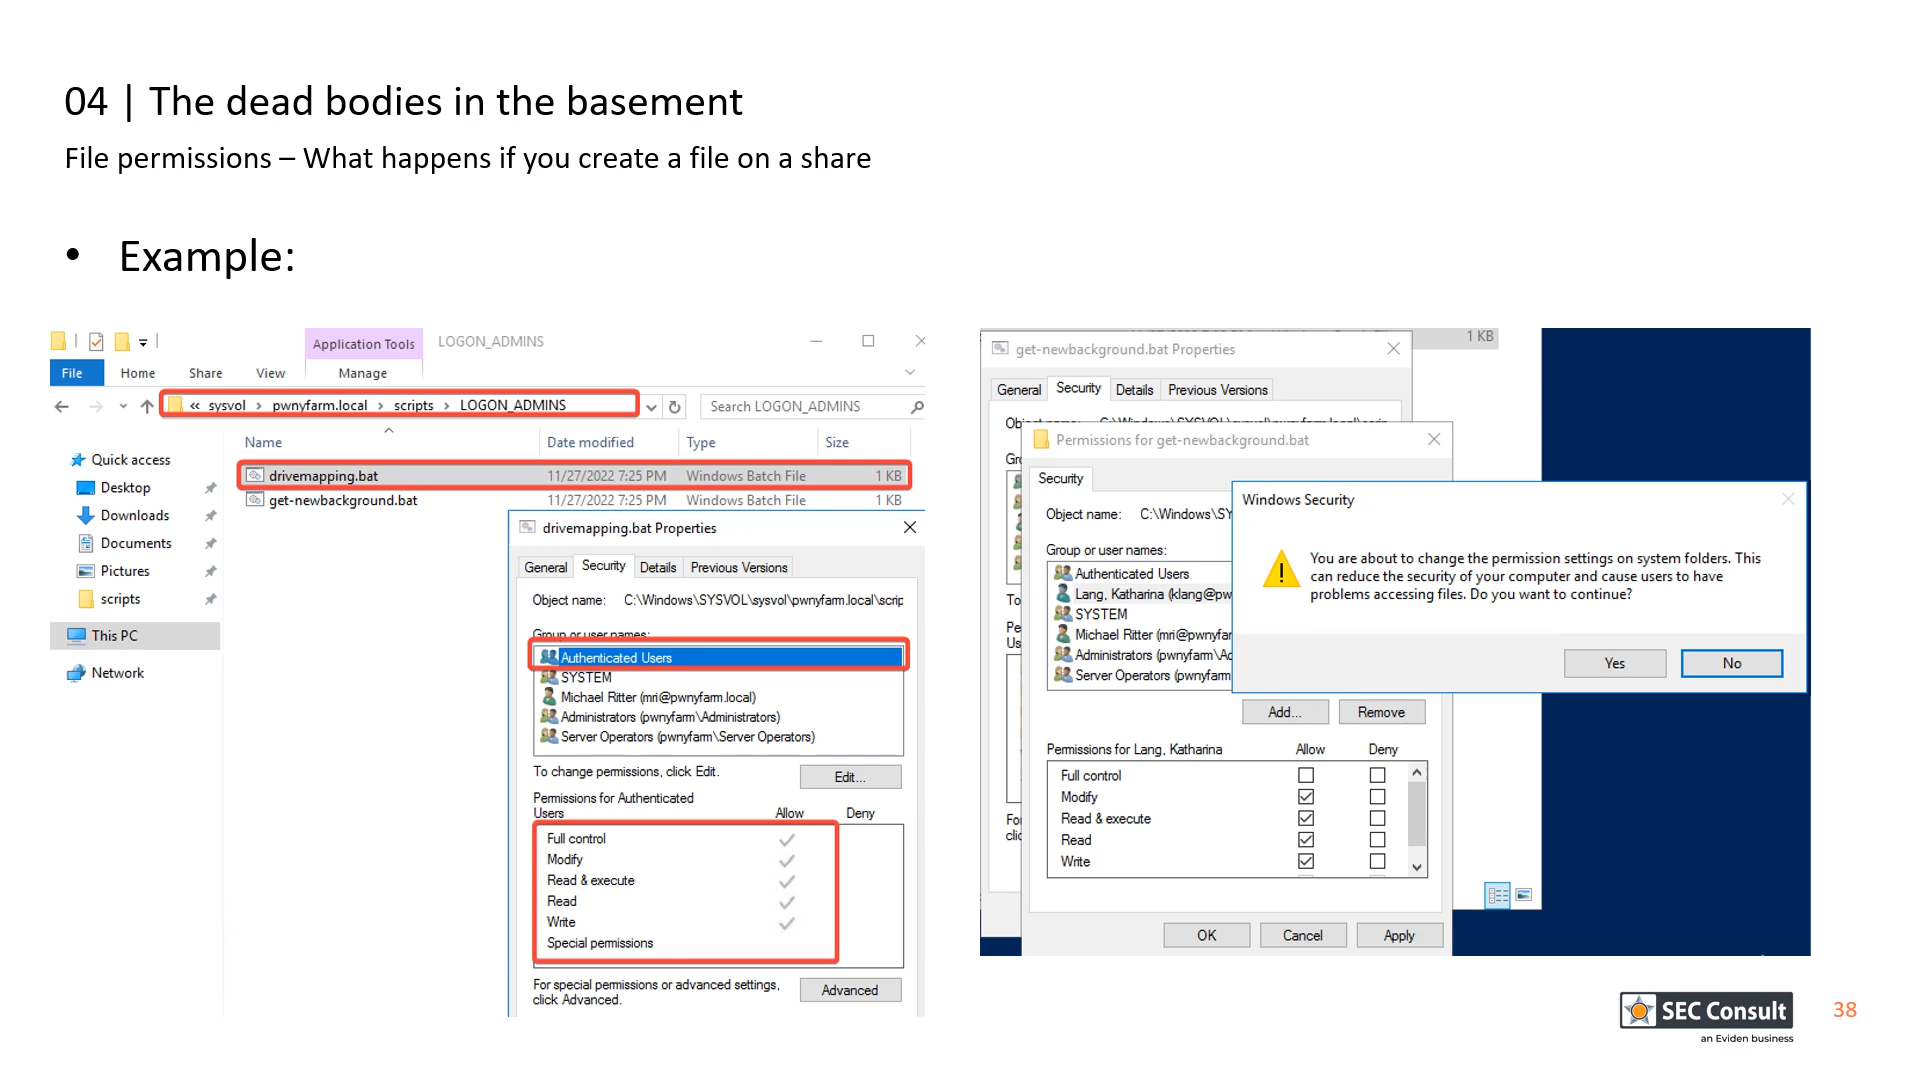 04 | The dead bodies in the basement
File permissions – What happens if you create a file on a share
• Example:
Application Tools
LOGON_ADMINS
File
Home
Share
View
Manage
« sysvol › pwnyfarm.local › scripts › LOGON_ADMINS
Search LOGON_ADMINS
Name
Date modified
Type
Size
Quick access
Desktop
Downloads
Documents
Pictures
scripts
This PC
Network
drivemapping.bat 11/27/2022 7:25 PM Windows Batch File 1 KB
get-newbackground.bat 11/27/2022 7:25 PM Windows Batch File 1 KB
drivemapping.bat Properties
General
Security
Details
Previous Versions
Object name: C:\Windows\SYSVOL\sysvol\pwnyfarm.local\scrip
Group or user names:
Authenticated Users
SYSTEM
Michael Ritter (mri@pwnyfarm.local)
Administrators (pwnyfarm\Administrators)
Server Operators (pwnyfarm\Server Operators)
To change permissions, click Edit.
Edit...
Permissions for Authenticated
Users
Allow
Deny
Full control
Modify
Read & execute
Read
Write
Special permissions
For special permissions or advanced settings,
click Advanced.
Advanced
1 KB
get-newbackground.bat Properties
General
Security
Details
Previous Versions
Permissions for get-newbackground.bat
Security
Object name: C:\Windows\SY
Group or user names:
Authenticated Users
Lang, Katharina (klang@pw
SYSTEM
Michael Ritter (mri@pwnyfar
Administrators (pwnyfarm\Ad
Server Operators (pwnyfarm
Windows Security
You are about to change the permission settings on system folders. This
can reduce the security of your computer and cause users to have
problems accessing files. Do you want to continue?
Yes
No
Add...
Remove
Permissions for Lang, Katharina
Allow
Deny
Full control
Modify
Read & execute
Read
Write
OK
Cancel
Apply
SEC Consult
an Eviden business
38